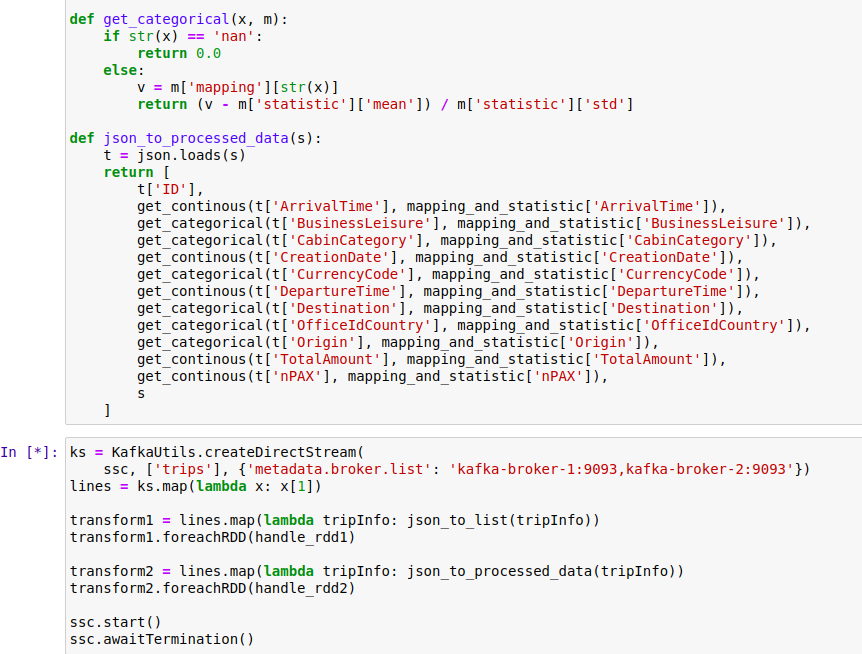 def get_categorical(x, m):
    if str(x) == 'nan':
        return 0.0
    else:
        v = m['mapping'][str(x)]
        return (v - m['statistic']['mean']) / m['statistic']['std']

def json_to_processed_data(s):
    t = json.loads(s)
    return [
        t['ID'],
        get_continous(t['ArrivalTime'], mapping_and_statistic['ArrivalTime']),
        get_categorical(t['BusinessLeisure'], mapping_and_statistic['BusinessLeisure']),
        get_categorical(t['CabinCategory'], mapping_and_statistic['CabinCategory']),
        get_continous(t['CreationDate'], mapping_and_statistic['CreationDate']),
        get_categorical(t['CurrencyCode'], mapping_and_statistic['CurrencyCode']),
        get_continous(t['DepartureTime'], mapping_and_statistic['DepartureTime']),
        get_categorical(t['Destination'], mapping_and_statistic['Destination']),
        get_categorical(t['OfficeIdCountry'], mapping_and_statistic['OfficeIdCountry']),
        get_categorical(t['Origin'], mapping_and_statistic['Origin']),
        get_continous(t['TotalAmount'], mapping_and_statistic['TotalAmount']),
        get_continous(t['nPAX'], mapping_and_statistic['nPAX']),
        s
    ]

In [*]: ks = KafkaUtils.createDirectStream(
    ssc, ['trips'], {'metadata.broker.list': 'kafka-broker-1:9093,kafka-broker-2:9093'})
lines = ks.map(lambda x: x[1])

transform1 = lines.map(lambda tripInfo: json_to_list(tripInfo))
transform1.foreachRDD(handle_rdd1)

transform2 = lines.map(lambda tripInfo: json_to_processed_data(tripInfo))
transform2.foreachRDD(handle_rdd2)

ssc.start()
ssc.awaitTermination()